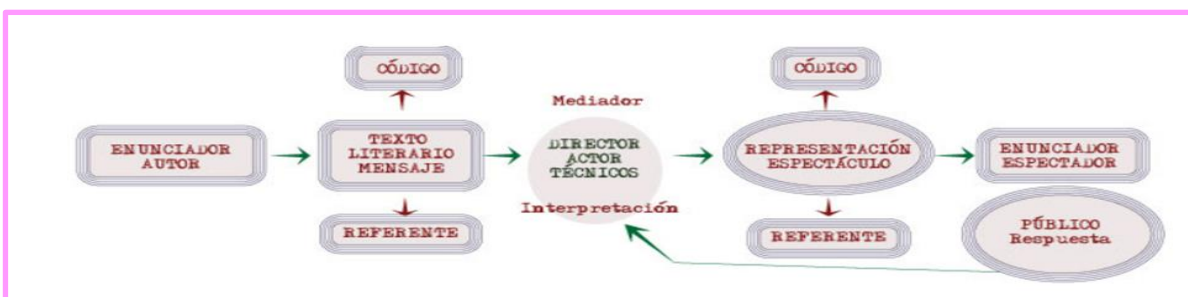 CÓDIGO
CÓDIGO
Mediador
ENUNCIADOR
AUTOR
TEXTO
LITERARIO
MENSAJE
DIRECTOR
ACTOR
TÉCNICOS
REPRESENTACIÓN
ESPECTÁCULO
ENUNCIADOR
ESPECTADOR
Interpretación
REFERENTE
REFERENTE
PÚBLICO
Respuesta